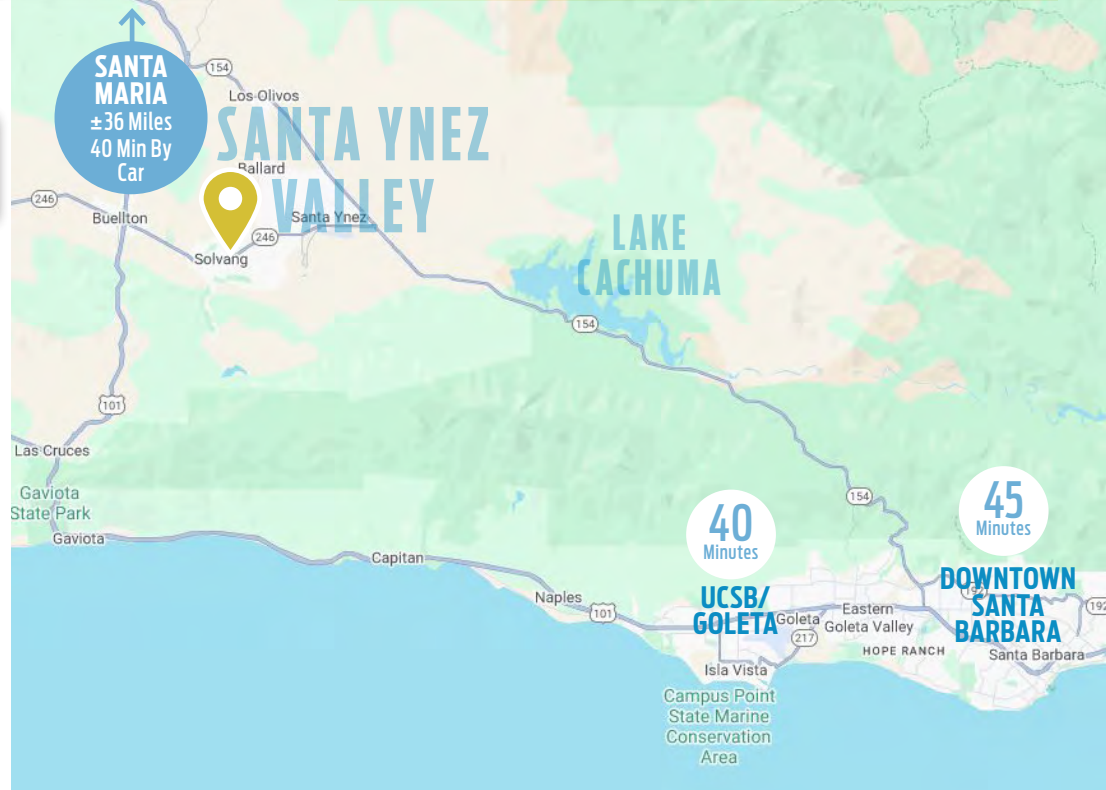 SANTA
MARIA
±36 Miles
40 Min By
Car
154
Los Olivos
SANTA YNEZ
VALLEY
Ballard
246
Buellton
Santa Ynez
246
Solvang
LAKE
CACHUMA
154
101
Las Cruces
Gaviota
State Park
Gaviota
Capitan
Naples
101
154
40
Minutes
UCSB/
GOLETA
45
Minutes
DOWNTOWN
SANTA
BARBARA
192
192
Goleta
217
Eastern
Goleta Valley
HOPE RANCH
Santa Barbara
Isla Vista
Campus Point
State Marine
Conservation
Area